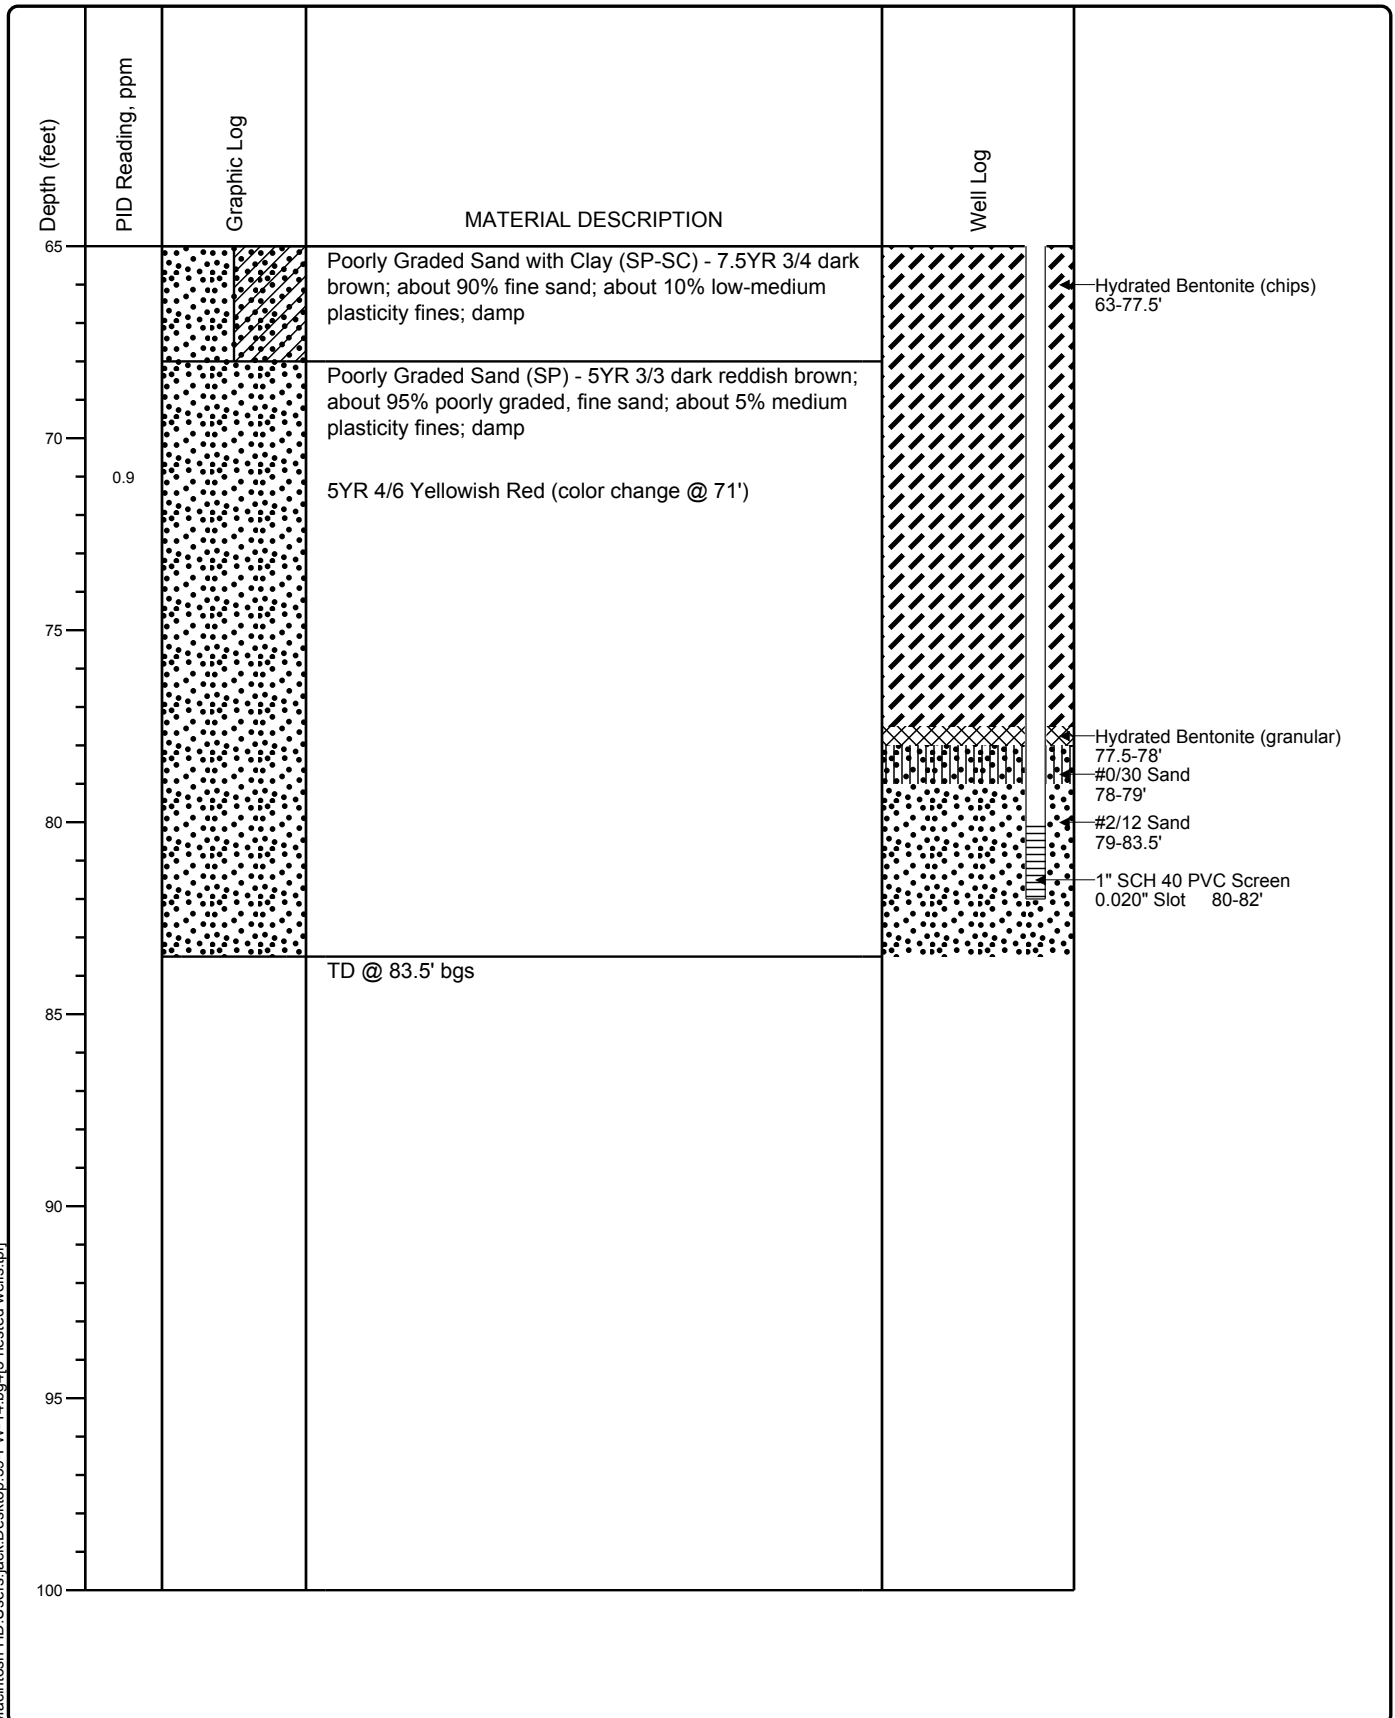 Depth (feet)
PID Reading, ppm
Graphic Log
MATERIAL DESCRIPTION
Well Log
65
Poorly Graded Sand with Clay (SP-SC) - 7.5YR 3/4 dark
brown; about 90% fine sand; about 10% low-medium
plasticity fines; damp
Hydrated Bentonite (chips)
63-77.5'
Poorly Graded Sand (SP) - 5YR 3/3 dark reddish brown;
about 95% poorly graded, fine sand; about 5% medium
plasticity fines; damp
70
0.9
5YR 4/6 Yellowish Red (color change @ 71')
75
Hydrated Bentonite (granular)
77.5-78'
#0/30 Sand
78-79'
80
#2/12 Sand
79-83.5'
1" SCH 40 PVC Screen
0.020" Slot 80-82'
TD @ 83.5' bgs
85
90
95
100